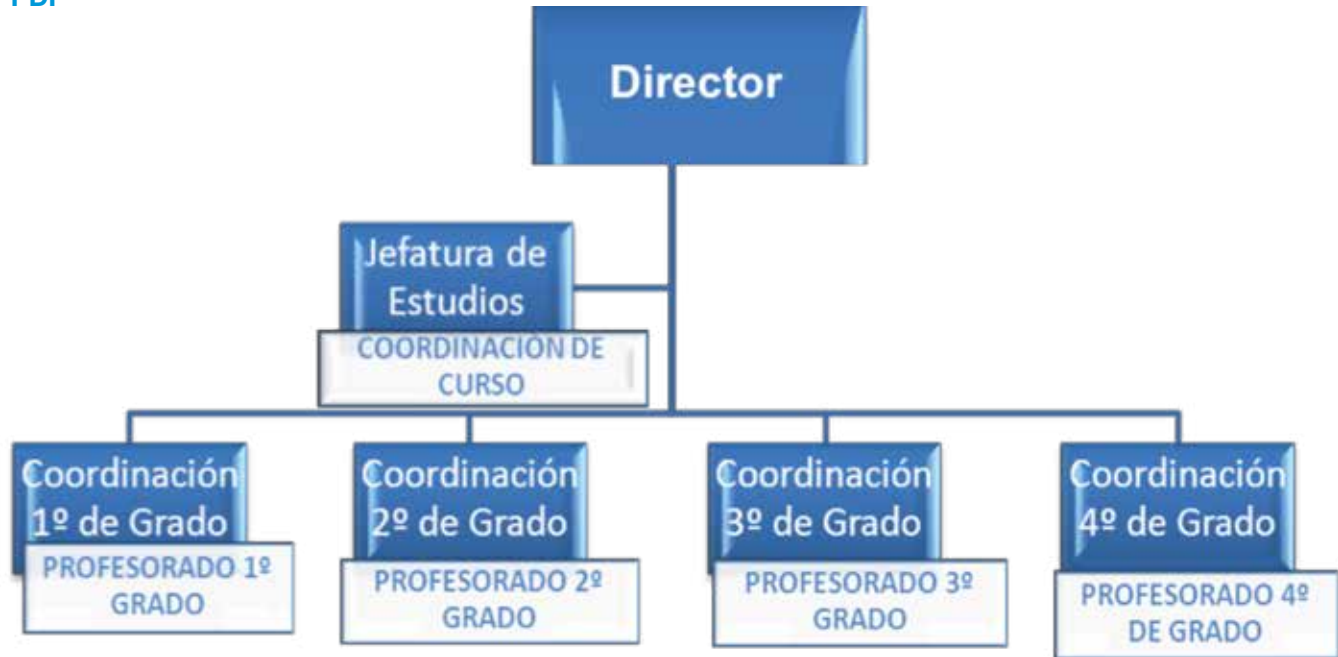 Director
Jefatura de
Estudios
COORDINACIÓN DE
CURSO
Coordinación
1º de Grado
PROFESORADO 1º
GRADO
Coordinación
2º de Grado
PROFESORADO 2º
GRADO
Coordinación
3º de Grado
PROFESORADO 3º
GRADO
Coordinación
4º de Grado
PROFESORADO 4º
DE GRADO